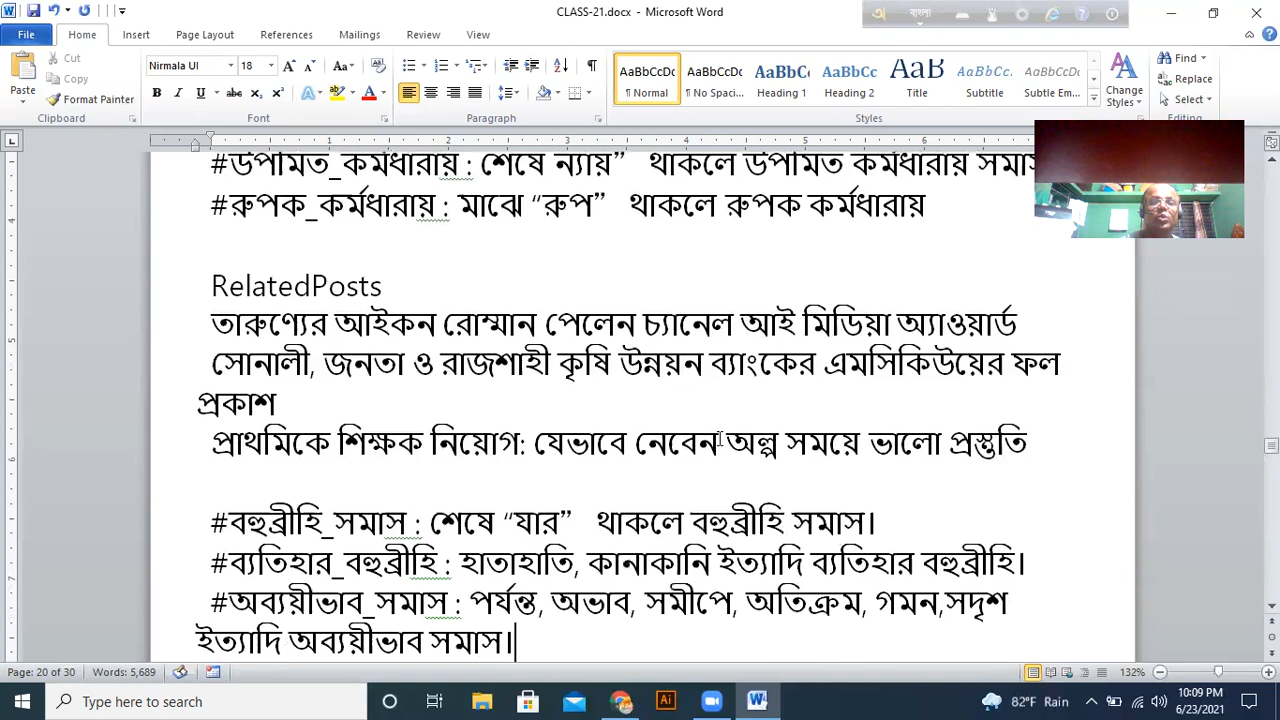 CLASS-21.docx - Microsoft Word
বাংলা
File Home Insert Page Layout References Mailings Review View
Cut
Copy
Format Painter
Paste
Clipboard
Nirmala UI 18
Font
Paragraph
AaBbCcDc AaBbCcDc AaBbCc AaBbCc AaB AaBbCcI AaBbCcDc
¶ Normal ¶ No Spaci... Heading 1 Heading 2 Title Subtitle Subtle Em...
Styles
Change Styles
Find
Replace
Select
Editing
#উপমিত_কর্মধারায় : শেষে ন্যায়” থাকলে উপমিত কর্মধারায় সমাস
#রুপক_কর্মধারায় : মাঝে “রুপ” থাকলে রুপক কর্মধারায়
RelatedPosts
তারুণ্যের আইকন রোম্মান পেলেন চ্যানেল আই মিডিয়া অ্যাওয়ার্ড
সোনালী, জনতা ও রাজশাহী কৃষি উন্নয়ন ব্যাংকের এমসিকিউয়ের ফল
প্রকাশ
প্রাথমিকে শিক্ষক নিয়োগ: যেভাবে নেবেন অল্প সময়ে ভালো প্রস্তুতি
#বহুব্রীহি_সমাস : শেষে “যার” থাকলে বহুব্রীহি সমাস।
#ব্যতিহার_বহুব্রীহি : হাতাহাতি, কানাকানি ইত্যাদি ব্যতিহার বহুব্রীহি।
#অব্যয়ীভাব_সমাস : পর্যন্ত, অভাব, সমীপে, অতিক্রম, গমন,সদৃশ
ইত্যাদি অব্যয়ীভাব সমাস।
Page: 20 of 30 Words: 5,689 132%
Type here to search
82°F Rain
10:09 PM
6/23/2021